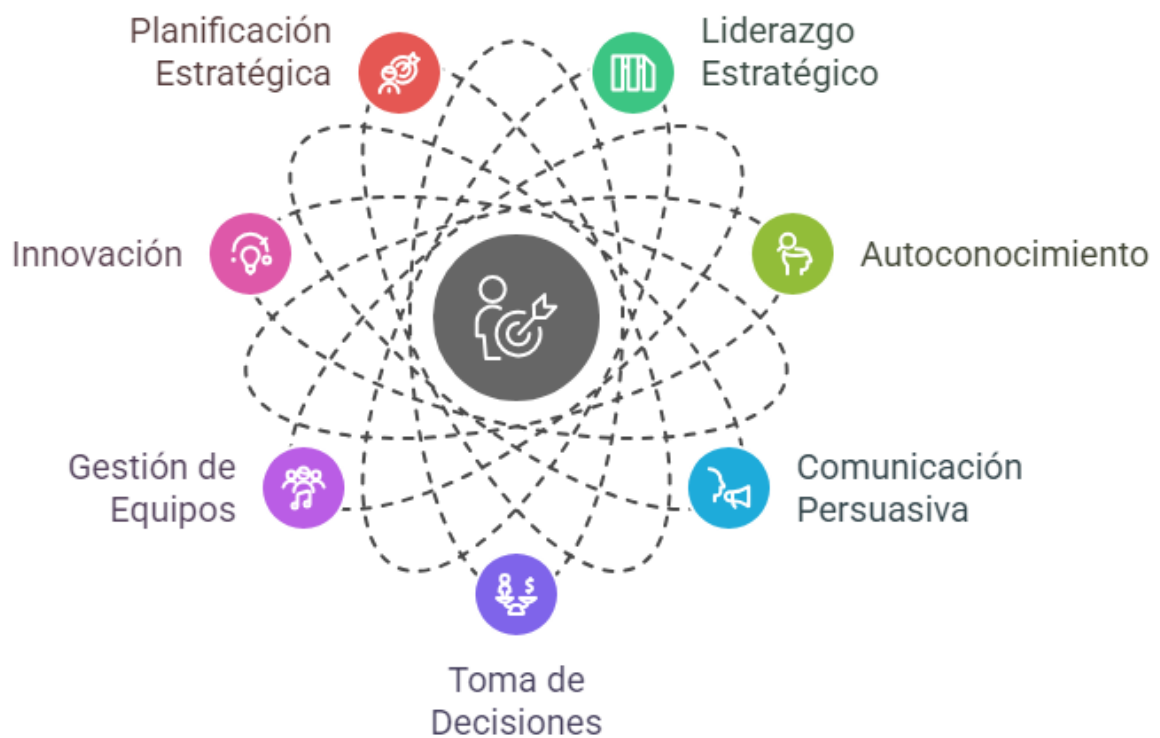 Planificación
Estratégica
Liderazgo
Estratégico
Innovación
Autoconocimiento
Gestión de
Equipos
Comunicación
Persuasiva
Toma de
Decisiones
$